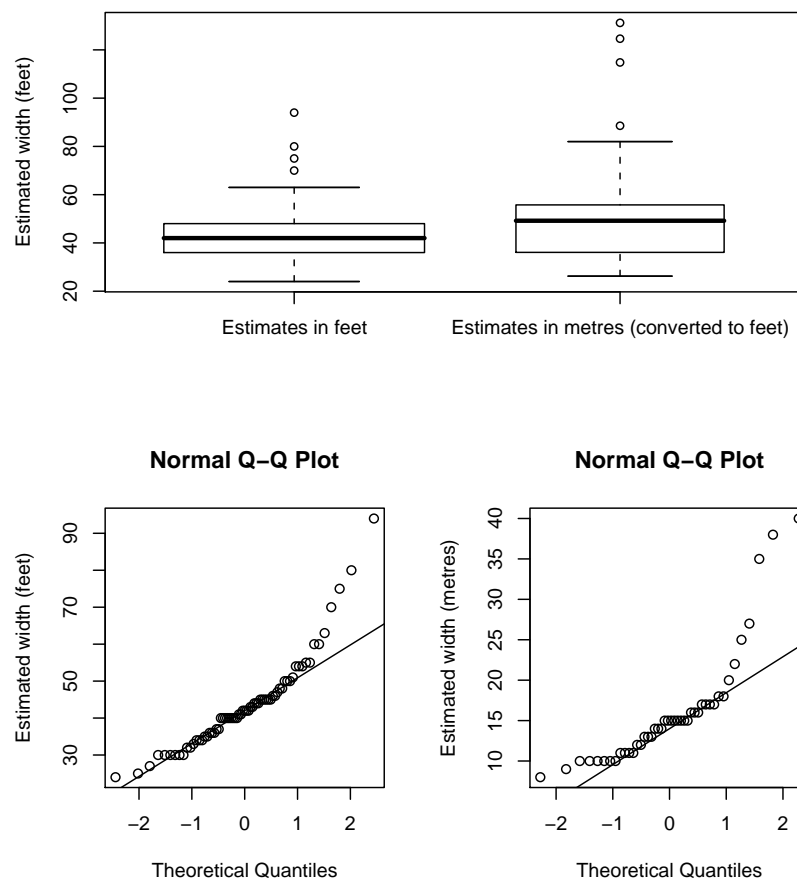 Estimated width (feet)
100
80
60
40
20
Estimates in feet
Estimates in metres (converted to feet)
Normal Q−Q Plot
Estimated width (feet)
90
70
50
30
−2 −1 0 1 2
Theoretical Quantiles
Normal Q−Q Plot
Estimated width (metres)
40
35
30
25
20
15
10
−2 −1 0 1 2
Theoretical Quantiles